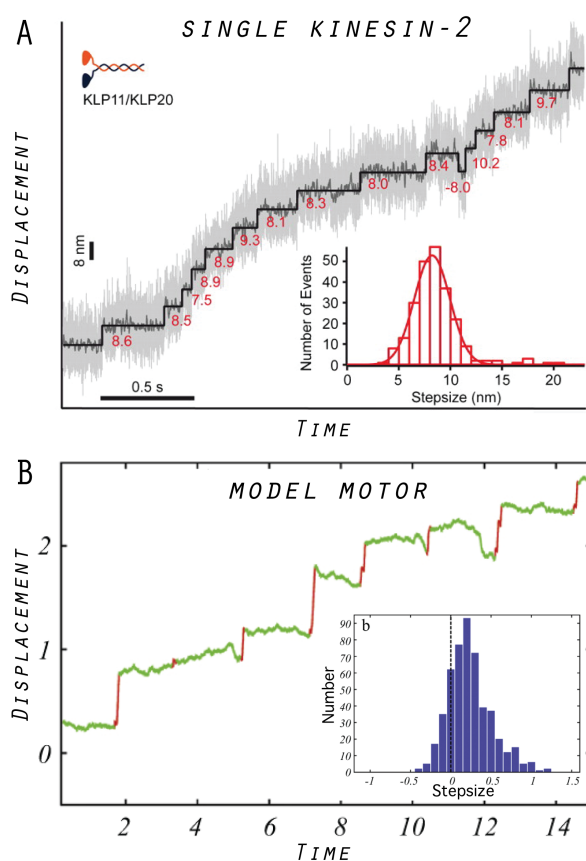 A
SINGLE KINESIN-2
KLP11/KLP20
DISPLACEMENT
8 nm
8.6
8.5
7.5
8.9
8.9
9.3
8.1
8.3
8.0
8.4
-8.0
10.2
7.8
8.1
9.7
0.5 s
Number of Events
50
40
30
20
10
0
0 5 10 15 20
Stepsize (nm)
TIME
B
MODEL MOTOR
DISPLACEMENT
2
1
0
b
Number
90
80
70
60
50
40
30
20
10
0
-1 0 0.5 1 1.5
Stepsize
2 4 6 8 10 12 14
TIME